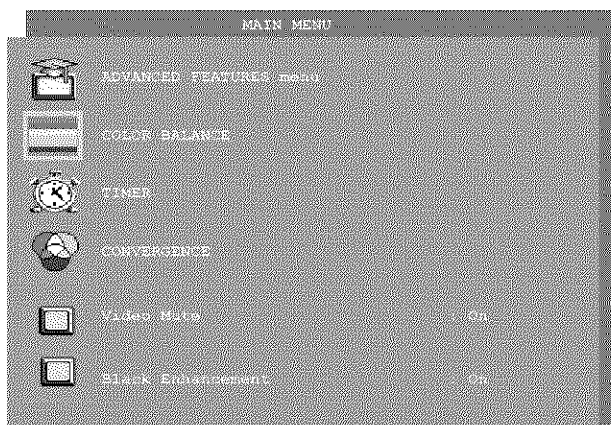 MAIN MENU
ADVANCED FEATURES menu
COLOR BALANCE
TIMER
CONVERGENCE
Video Mute On
Black Enhancement On